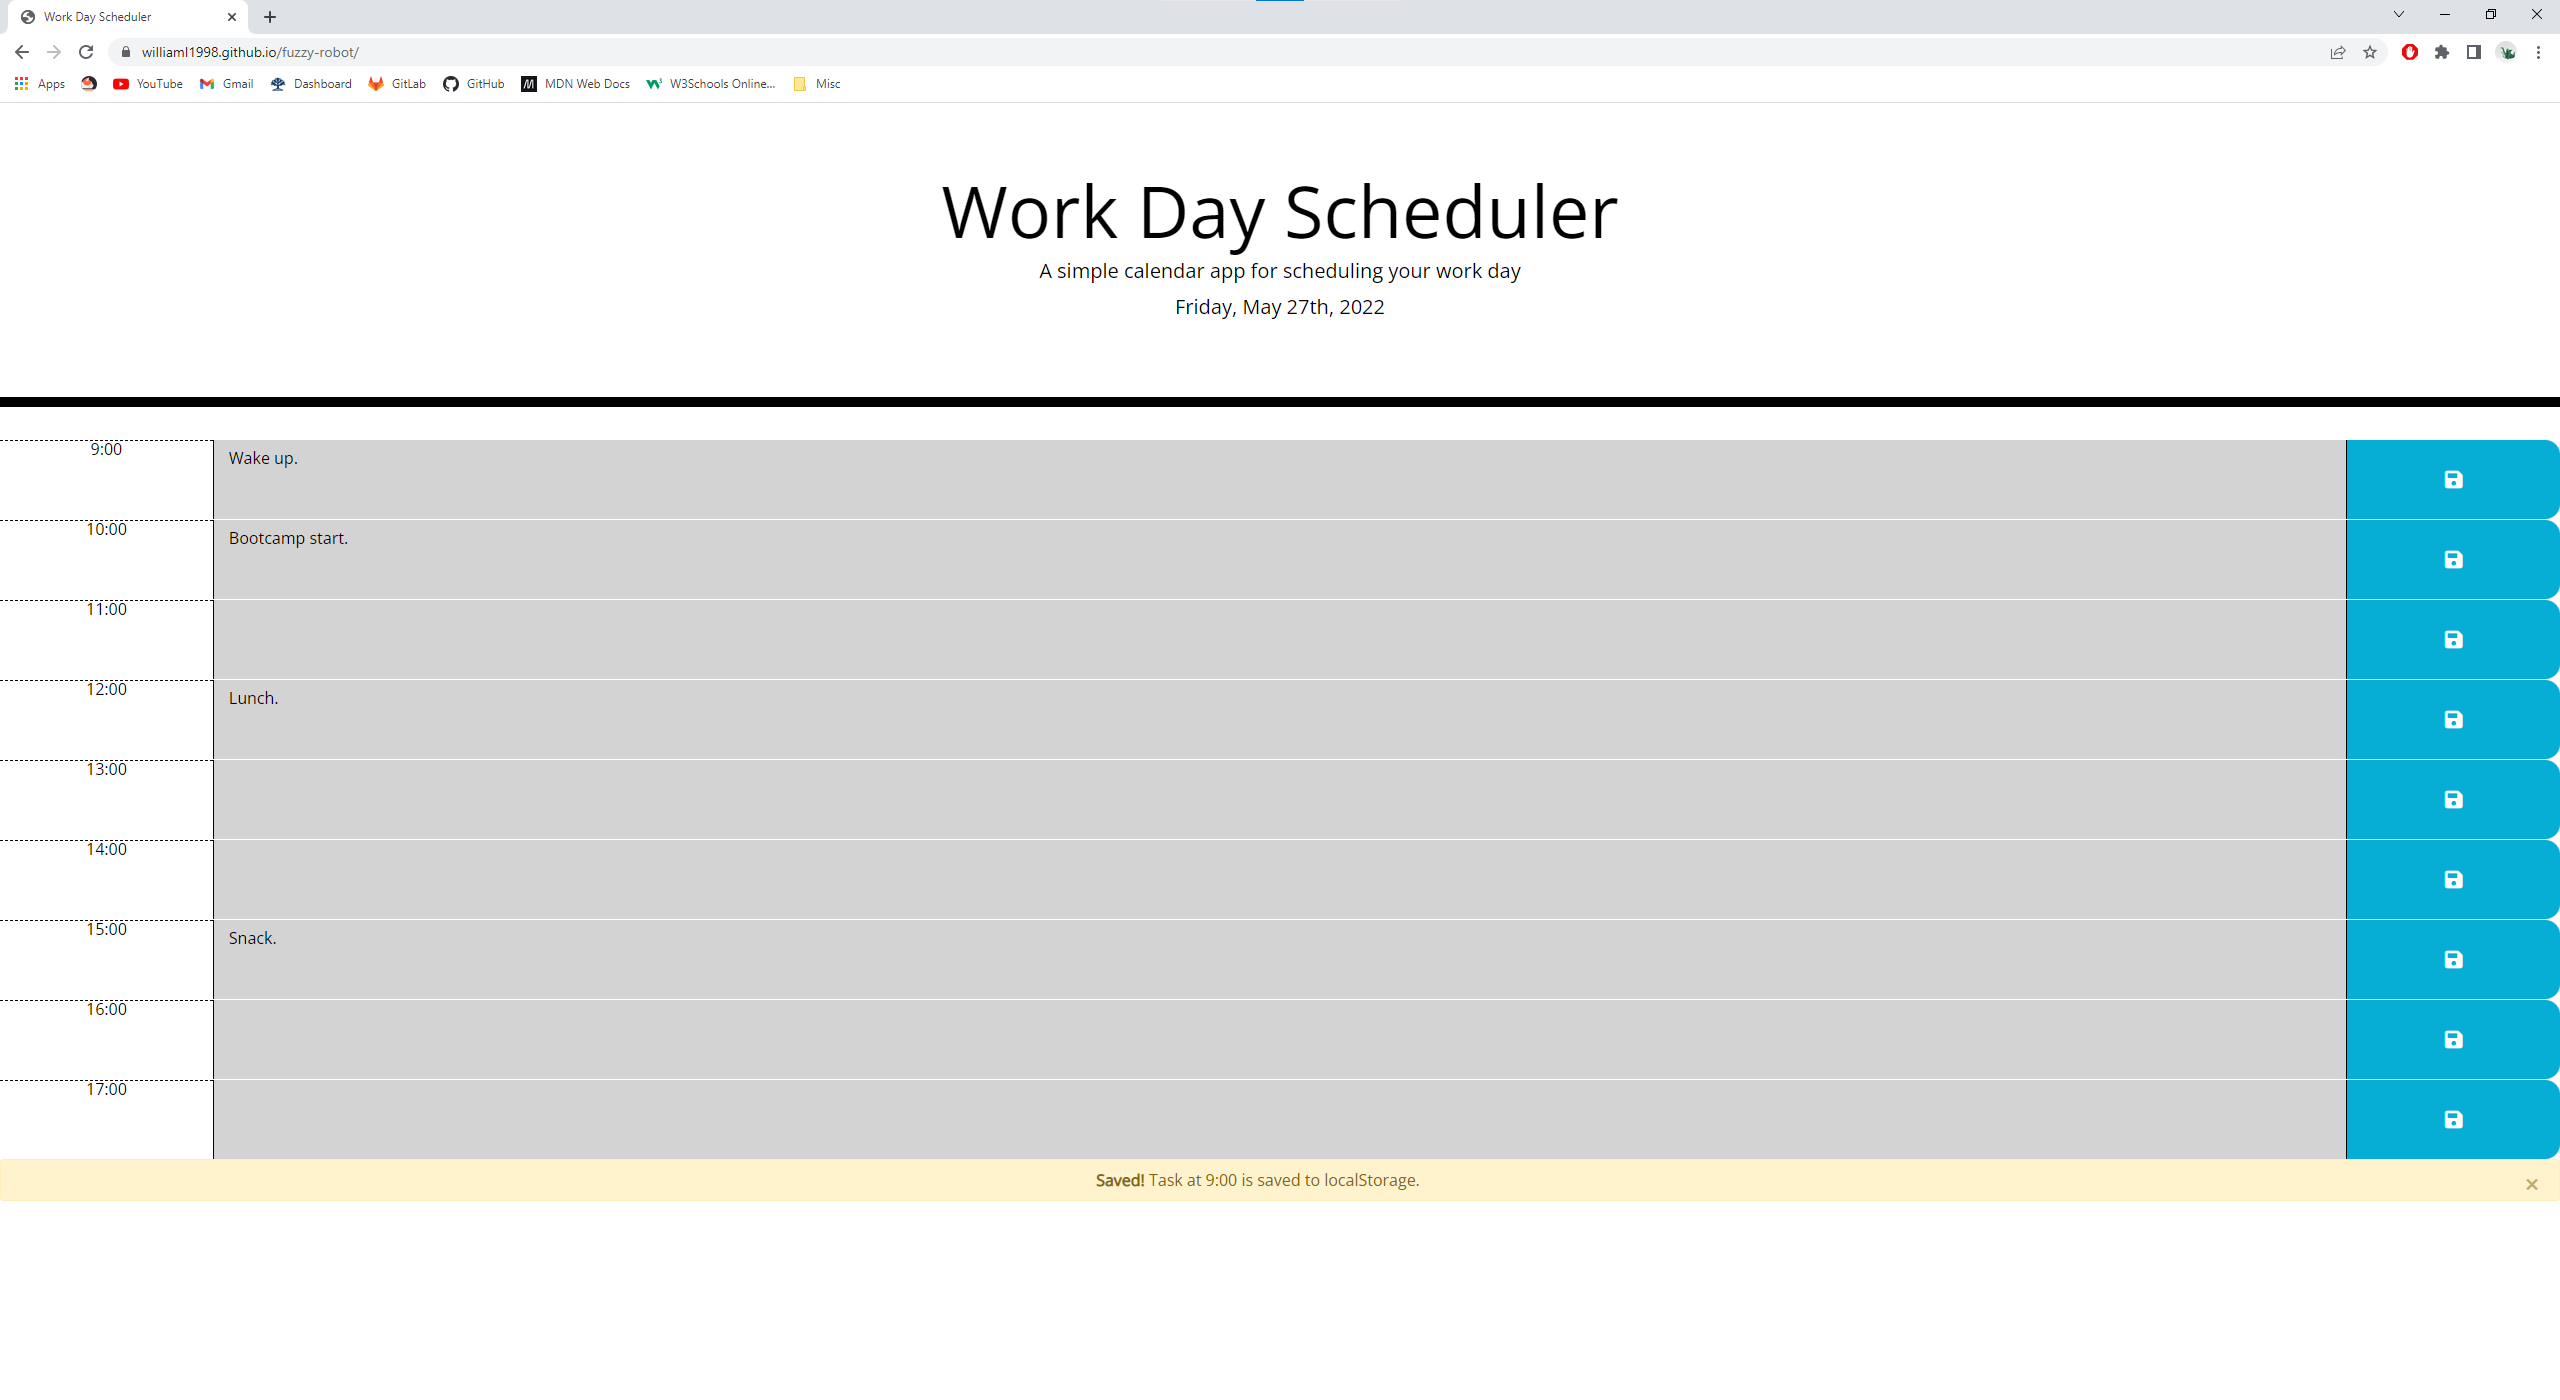 Work Day Scheduler
williaml1998.github.io/fuzzy-robot/
Apps YouTube Gmail Dashboard GitLab GitHub MDN Web Docs W3Schools Online... Misc
Work Day Scheduler
A simple calendar app for scheduling your work day
Friday, May 27th, 2022
9:00 Wake up.
10:00 Bootcamp start.
11:00
12:00 Lunch.
13:00
14:00
15:00 Snack.
16:00
17:00
Saved! Task at 9:00 is saved to localStorage. ×